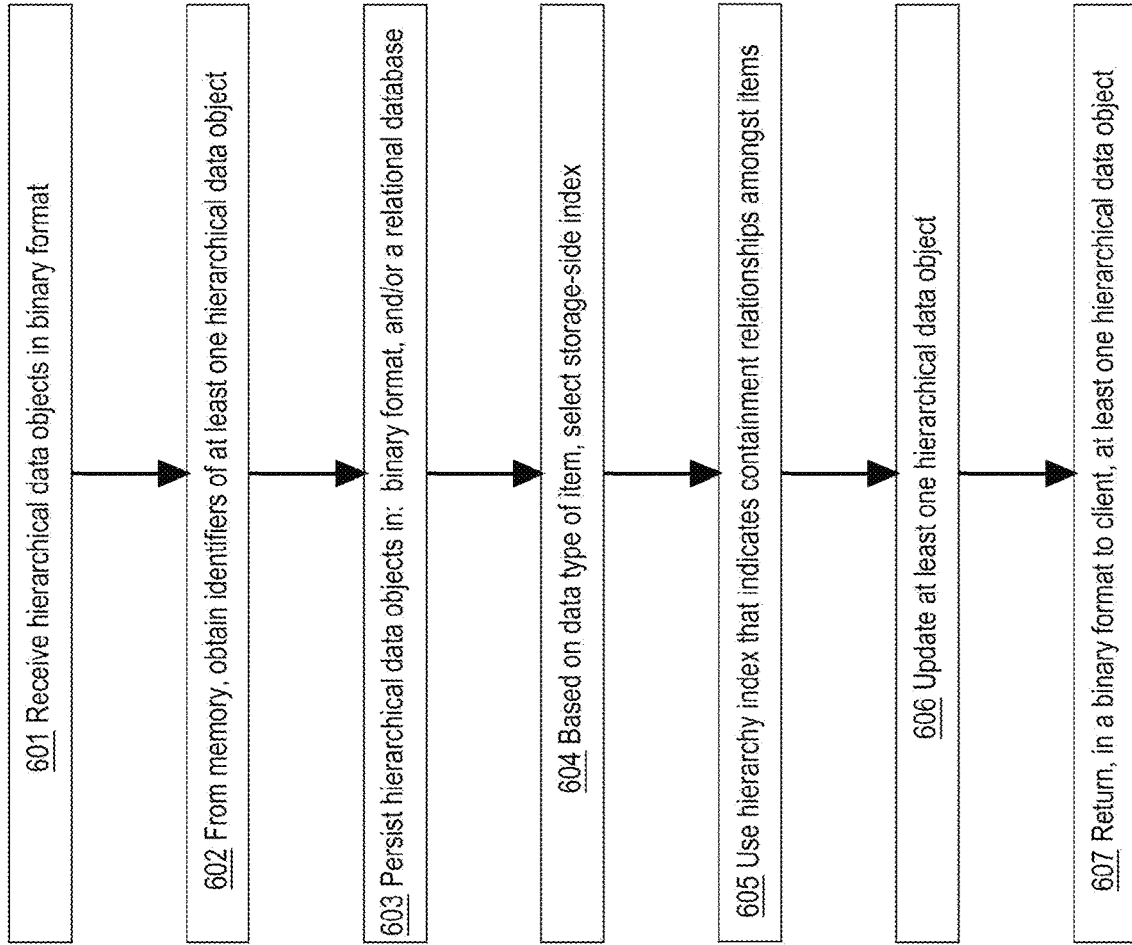 601 Receive hierarchical data objects in binary format
602 From memory, obtain identifiers of at least one hierarchical data object
603 Persist hierarchical data objects in: binary format, and/or a relational database
604 Based on data type of item, select storage-side index
605 Use hierarchy index that indicates containment relationships amongst items
606 Update at least one hierarchical data object
607 Return, in a binary format to client, at least one hierarchical data object